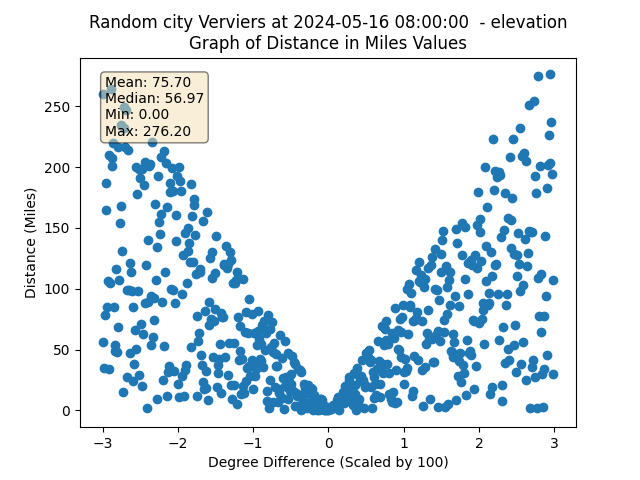 Random city Verviers at 2024-05-16 08:00:00  - elevation
Graph of Distance in Miles Values
Mean: 75.70
Median: 56.97
Min: 0.00
Max: 276.20
Distance (Miles)
250
200
150
100
50
0
−3 −2 −1 0 1 2 3
Degree Difference (Scaled by 100)